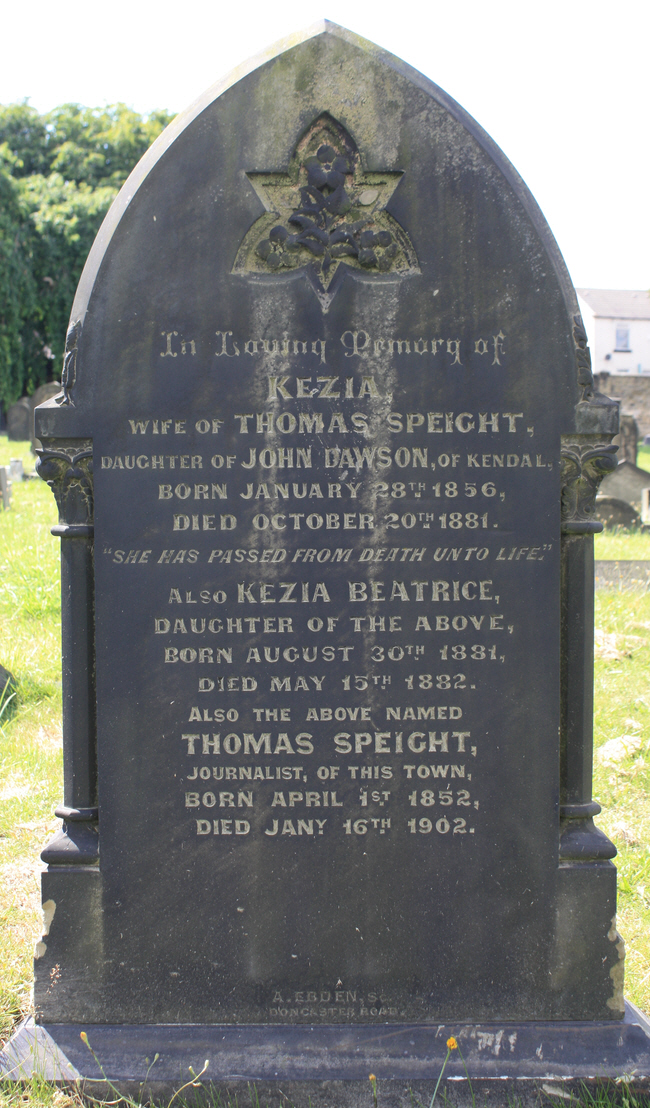 In Loving Memory of
KEZIA,
WIFE OF THOMAS SPEIGHT,
DAUGHTER OF JOHN DAWSON, OF KENDAL,
BORN JANUARY 28TH 1856,
DIED OCTOBER 20TH 1881.
"SHE HAS PASSED FROM DEATH UNTO LIFE."
ALSO KEZIA BEATRICE,
DAUGHTER OF THE ABOVE,
BORN AUGUST 30TH 1881,
DIED MAY 15TH 1882.
ALSO THE ABOVE NAMED
THOMAS SPEIGHT,
JOURNALIST, OF THIS TOWN,
BORN APRIL 1ST 1852,
DIED JANY 16TH 1902.
A. EBDEN, SC.
DONCASTER ROAD.